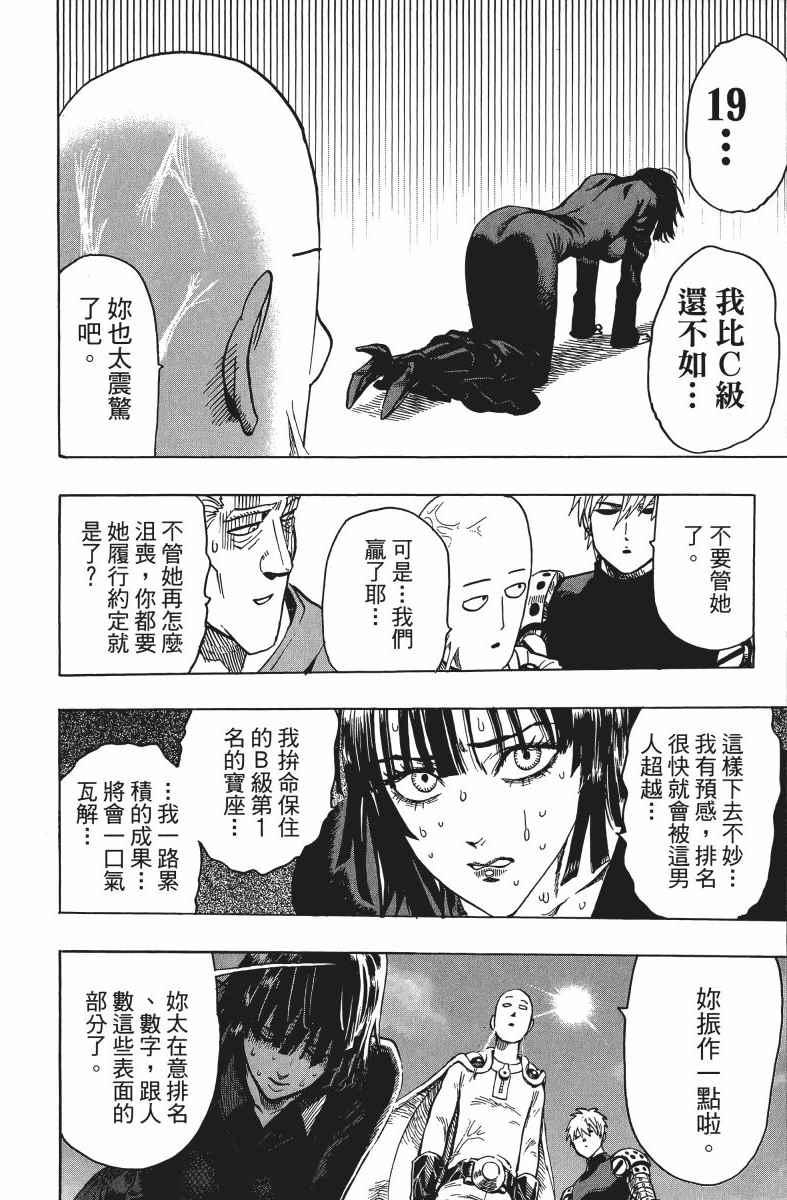 19…
我比C級
還不如…
妳也太震驚
了吧。
不要管她
了。
可是…我們
贏了耶…
不管她再怎麼
沮喪，你都要
她履行約定就
是了？
這樣下去不妙…
我有預感，排名
很快就會被這男
人超越…
我拚命保住
的B級第1
名的寶座…
…我一路累
積的成果…
將會一口氣
瓦解…
妳振作一點啦。
妳太在意排名
、數字，跟人
數這些表面的
部分了。